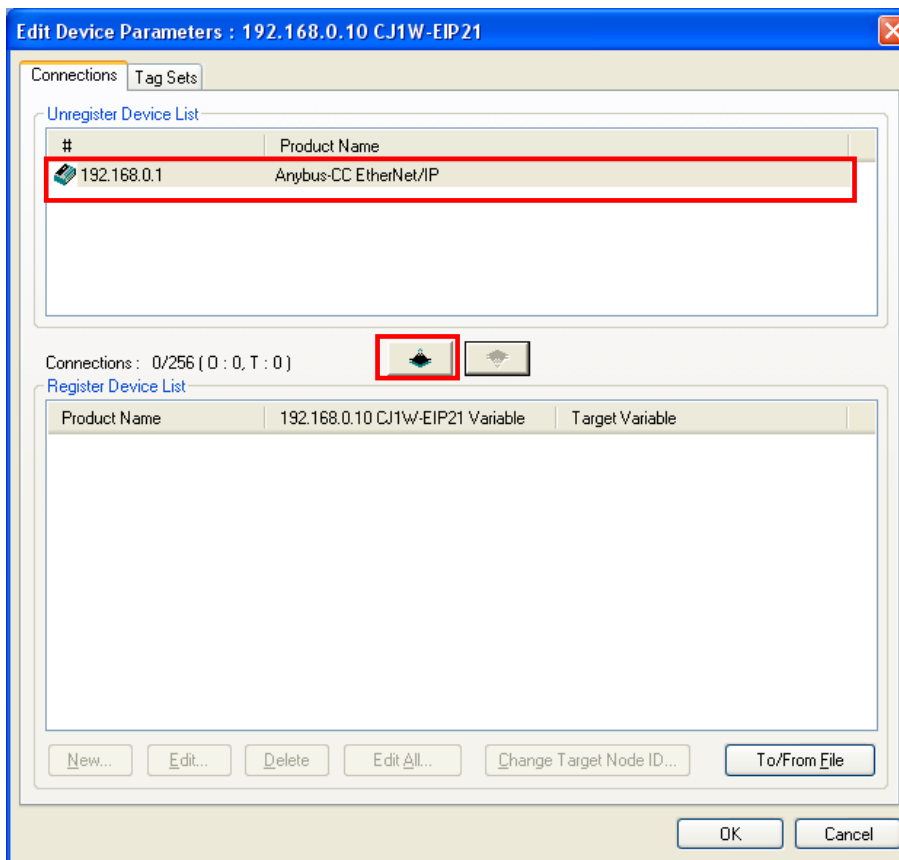 Edit Device Parameters : 192.168.0.10 CJ1W-EIP21
Connections Tag Sets
Unregister Device List
# Product Name
192.168.0.1 Anybus-CC EtherNet/IP
Connections : 0/256 ( O : 0, T : 0 )
Register Device List
Product Name 192.168.0.10 CJ1W-EIP21 Variable Target Variable
New... Edit... Delete Edit All... Change Target Node ID... To/From File
OK Cancel